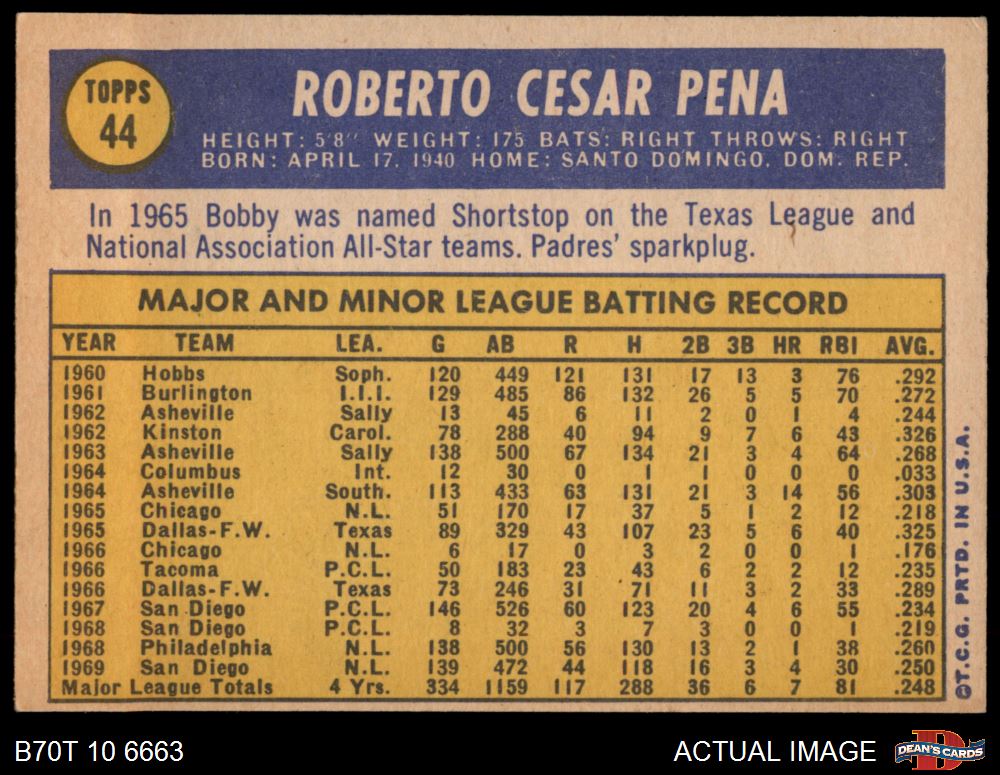 TOPPS
44
ROBERTO CESAR PENA
HEIGHT: 5'8" WEIGHT: 175 BATS: RIGHT THROWS: RIGHT
BORN: APRIL 17, 1940 HOME: SANTO DOMINGO, DOM. REP.
In 1965 Bobby was named Shortstop on the Texas League and
National Association All-Star teams. Padres' sparkplug.
MAJOR AND MINOR LEAGUE BATTING RECORD
YEAR TEAM LEA. G AB R H 2B 3B HR RBI AVG.
1960 Hobbs Soph. 120 449 121 131 17 13 3 76 .292
1961 Burlington I.I.I. 129 485 86 132 26 5 5 70 .272
1962 Asheville Sally 13 45 6 11 2 0 1 4 .244
1962 Kinston Carol. 78 288 40 94 9 7 6 43 .326
1963 Asheville Sally 138 500 67 134 21 3 4 64 .268
1964 Columbus Int. 12 30 0 1 1 0 0 0 .033
1964 Asheville South. 113 433 63 131 21 3 14 56 .303
1965 Chicago N.L. 51 170 17 37 5 1 2 12 .218
1965 Dallas-F.W. Texas 89 329 43 107 23 5 6 40 .325
1966 Chicago N.L. 6 17 0 3 2 0 0 1 .176
1966 Tacoma P.C.L. 50 183 23 43 6 2 2 12 .235
1966 Dallas-F.W. Texas 73 246 31 71 11 3 2 33 .289
1967 San Diego P.C.L. 146 526 60 123 20 4 6 55 .234
1968 San Diego P.C.L. 8 32 3 7 3 0 0 1 .219
1968 Philadelphia N.L. 138 500 56 130 13 2 1 38 .260
1969 San Diego N.L. 139 472 44 118 16 3 4 30 .250
Major League Totals 4 Yrs. 334 1159 117 288 36 6 7 81 .248
©T.C.G. PRTD. IN U.S.A.
B70T 10 6663
ACTUAL IMAGE
DEAN'S CARDS